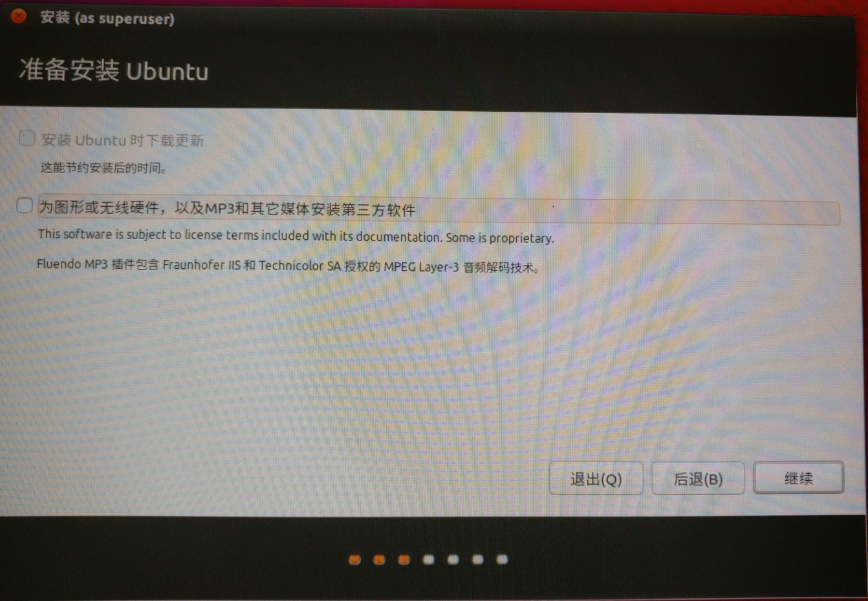 安装 (as superuser)
准备安装 Ubuntu
安装 Ubuntu 时下载更新
这能节约安装后的时间。
为图形或无线硬件，以及MP3和其它媒体安装第三方软件
This software is subject to license terms included with its documentation. Some is proprietary.
Fluendo MP3 插件包含 Fraunhofer IIS 和 Technicolor SA 授权的 MPEG Layer-3 音频解码技术。
退出(Q) 后退(B) 继续